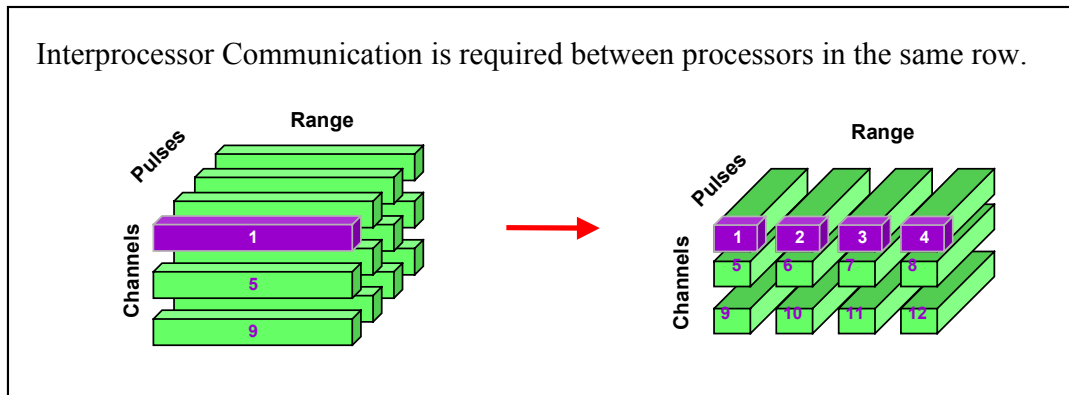 Interprocessor Communication is required between processors in the same row.
Range
Pulses
Channels
1
5
9
Range
Pulses
Channels
1 2 3 4
5 6 7 8
9 10 11 12